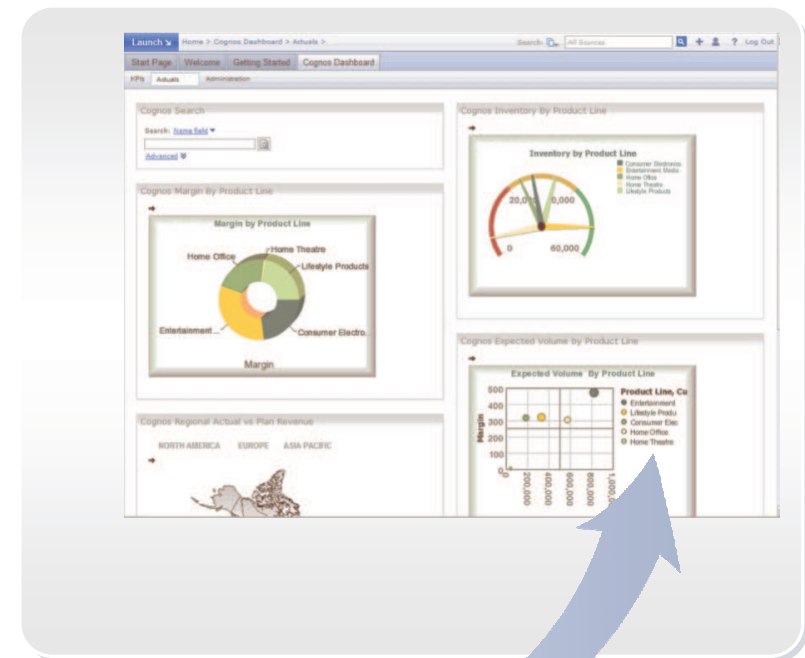 Launch
Home > Cognos Dashboard > Actuals >
Search:
All Sources
Log Out
Start Page
Welcome
Getting Started
Cognos Dashboard
KPIs
Actuals
Administration
Cognos Search
Search: Name field
Advanced
Cognos Margin By Product Line
Margin by Product Line
Home Office
Home Theatre
Lifestyle Products
Entertainment ...
Consumer Electro...
Margin
Cognos Regional Actual vs Plan Revenue
NORTH AMERICA
EUROPE
ASIA PACIFIC
Cognos Inventory By Product Line
Inventory by Product Line
Consumer Electronics
Entertainment Media
Home Office
Home Theatre
Lifestyle Products
0
60,000
Cognos Expected Volume by Product Line
Expected Volume By Product Line
Margin
500
400
300
200
100
0
0
200,000
400,000
600,000
800,000
Product Line, Cu
Entertainment
Lifestyle Produ
Consumer Elec
Home Office
Home Theatre